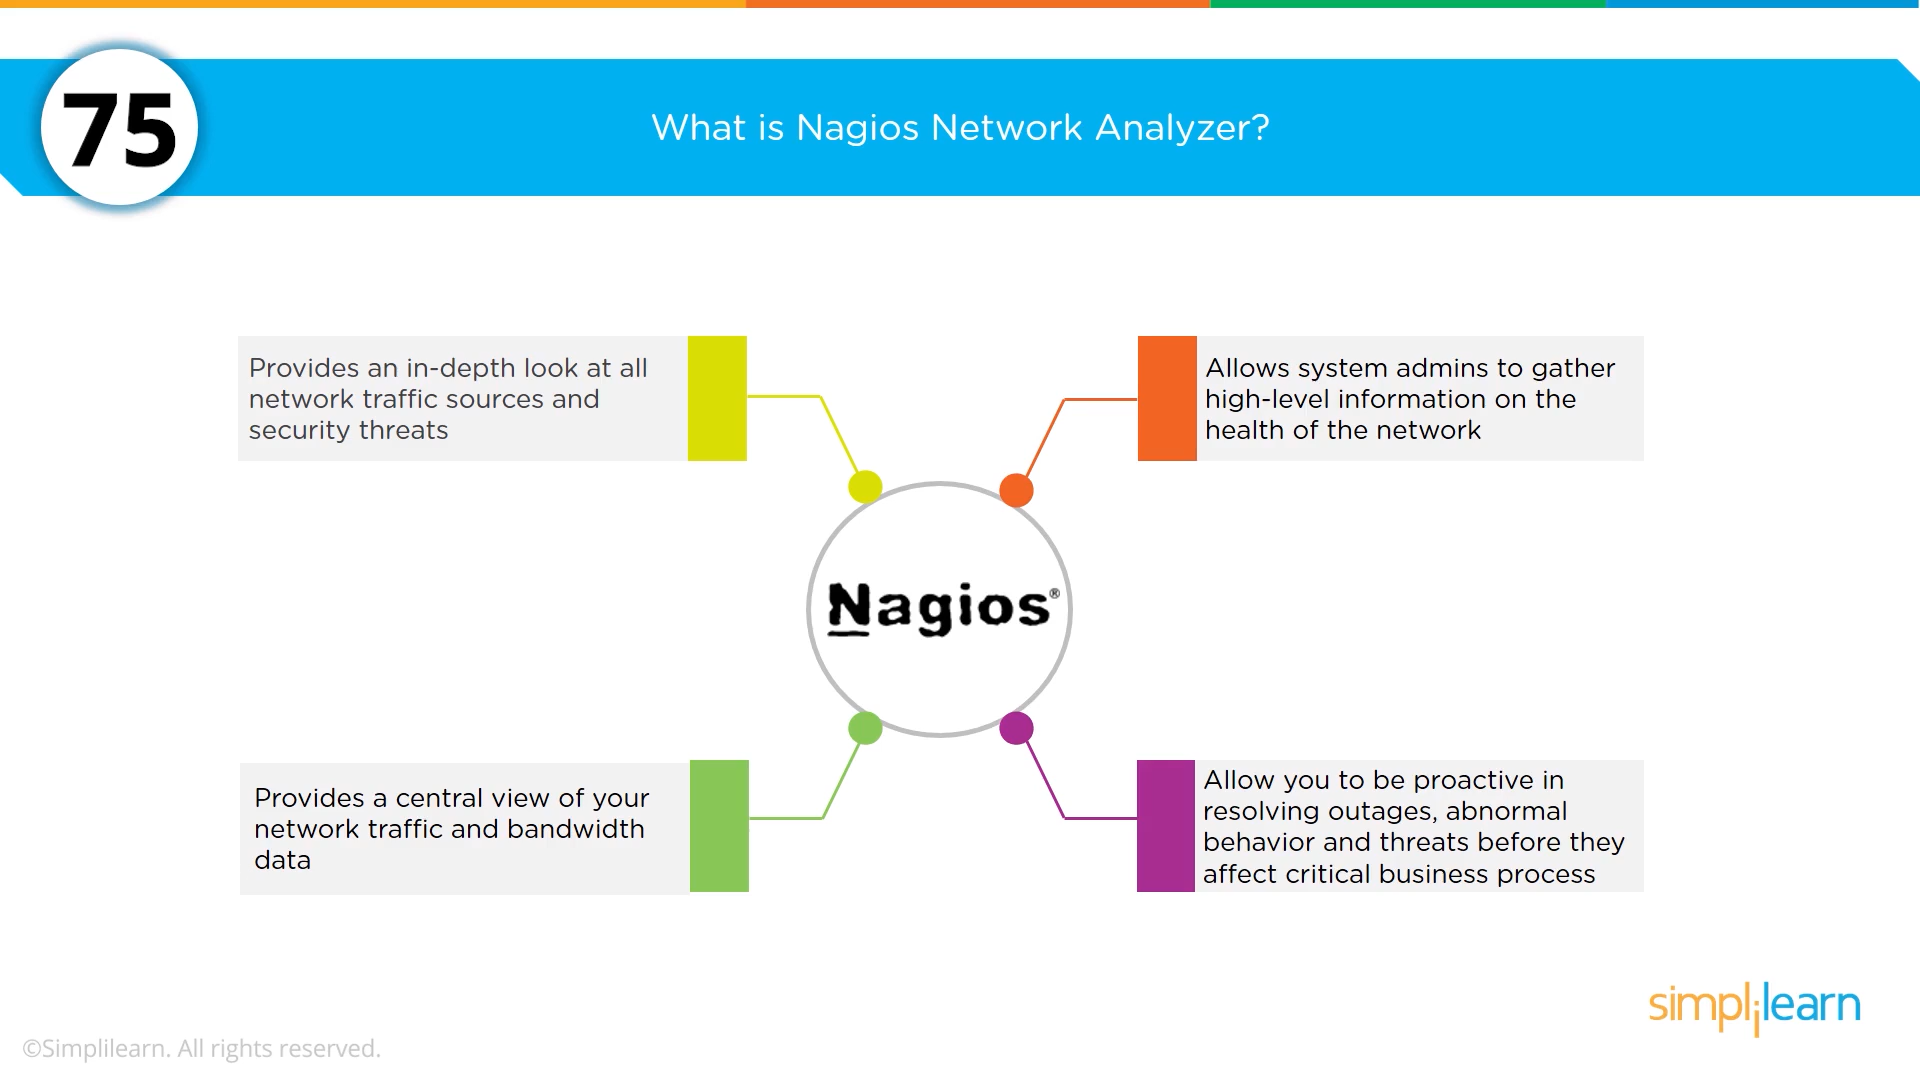 75
What is Nagios Network Analyzer?
Provides an in-depth look at all
network traffic sources and
security threats
Allows system admins to gather
high-level information on the
health of the network
Nagios®
Provides a central view of your
network traffic and bandwidth
data
Allow you to be proactive in
resolving outages, abnormal
behavior and threats before they
affect critical business process
simplilearn
©Simplilearn. All rights reserved.